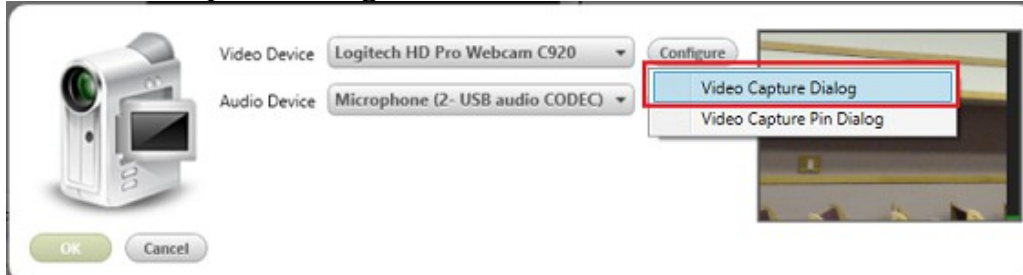 Video Device Logitech HD Pro Webcam C920 Configure
Video Capture Dialog
Audio Device Microphone (2- USB audio CODEC)
Video Capture Pin Dialog
OK Cancel